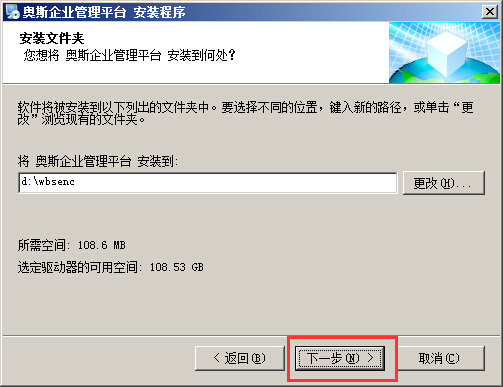 奥斯企业管理平台 安装程序
安装文件夹
您想将 奥斯企业管理平台 安装到何处?
软件将被安装到以下列出的文件夹中。要选择不同的位置，键入新的路径，或单击“更
改”浏览现有的文件夹。
将 奥斯企业管理平台 安装到:
d:\wbsenc
更改(H)...
所需空间: 108.6 MB
选定驱动器的可用空间: 108.53 GB
< 返回(B)
下一步(N) >
取消(C)